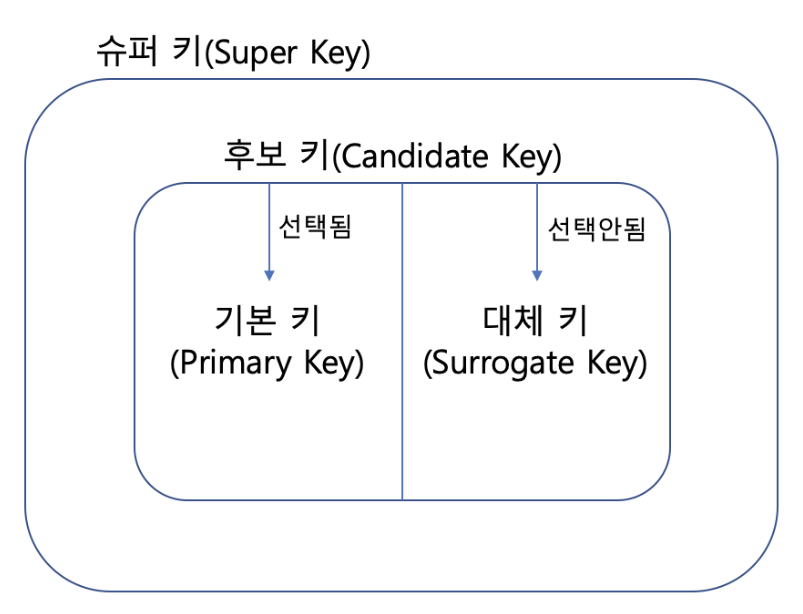 슈퍼 키(Super Key)
후보 키(Candidate Key)
선택됨
선택안됨
기본 키
(Primary Key)
대체 키
(Surrogate Key)